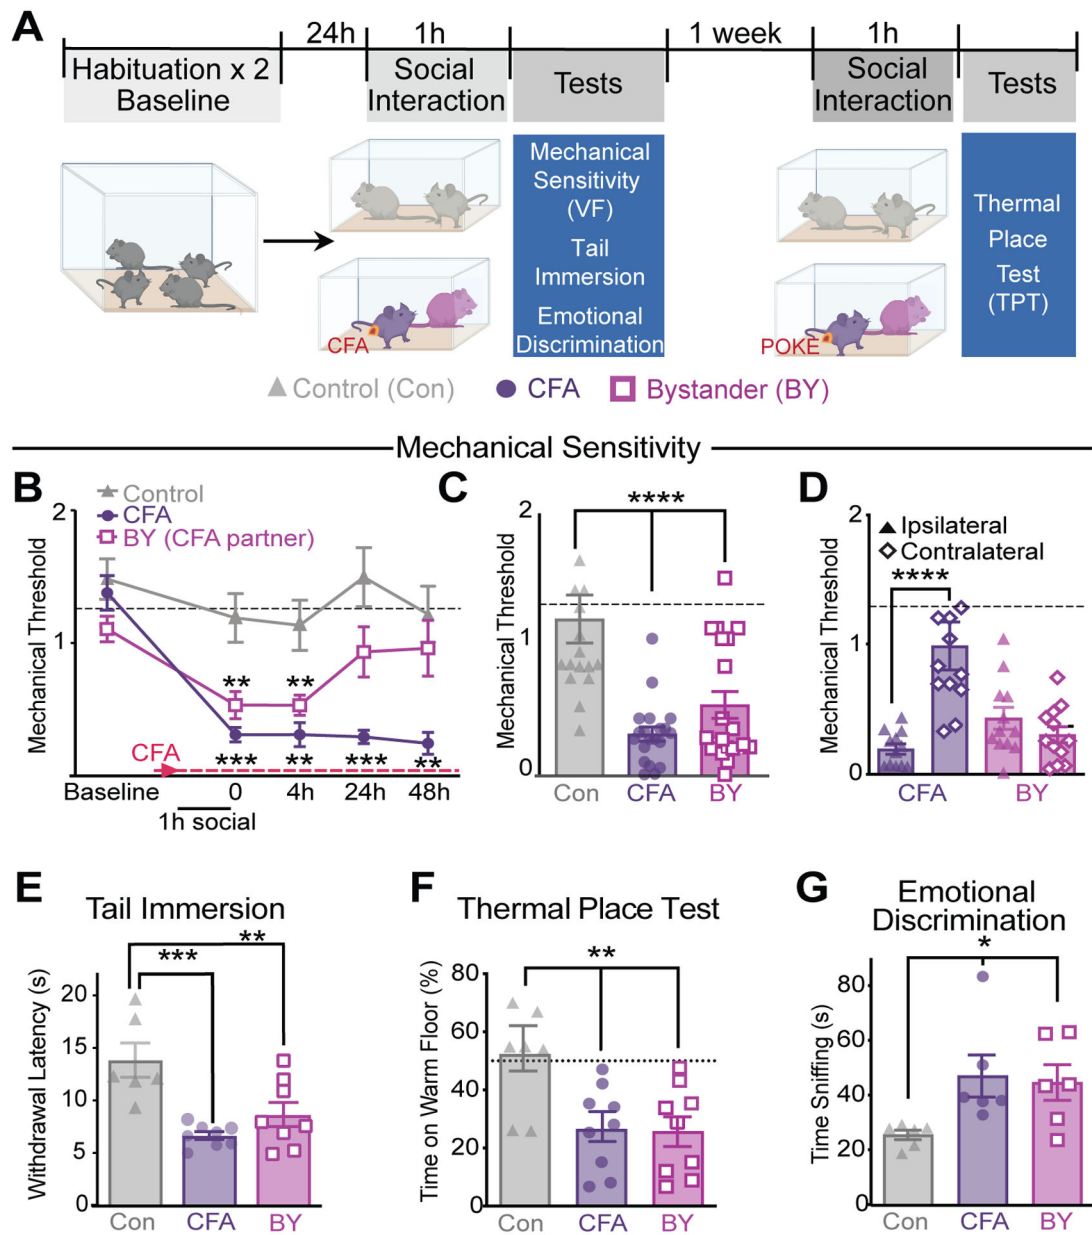 A
24h 1h 1 week 1h
Habituation x 2
Baseline
Social
Interaction
Tests
Social
Interaction
Tests
Mechanical
Sensitivity
(VF)
Tail
Immersion
Emotional
Discrimination
Thermal
Place
Test
(TPT)
CFA
POKE
Control (Con) CFA Bystander (BY)
Mechanical Sensitivity
B
Control
CFA
BY (CFA partner)
Mechanical Threshold
2
1
** **
*** ** *** **
CFA
Baseline 0 4h 24h 48h
1h social
C
****
Mechanical Threshold
2
1
0
Con CFA BY
D
Ipsilateral
Contralateral
****
Mechanical Threshold
2
1
0
CFA BY
E
Tail Immersion
**
***
Withdrawal Latency (s)
20
15
10
5
0
Con CFA BY
F
Thermal Place Test
**
Time on Warm Floor (%)
80
60
40
20
0
Con CFA BY
G
Emotional
Discrimination
*
Time Sniffing (s)
80
60
40
20
0
Con CFA BY